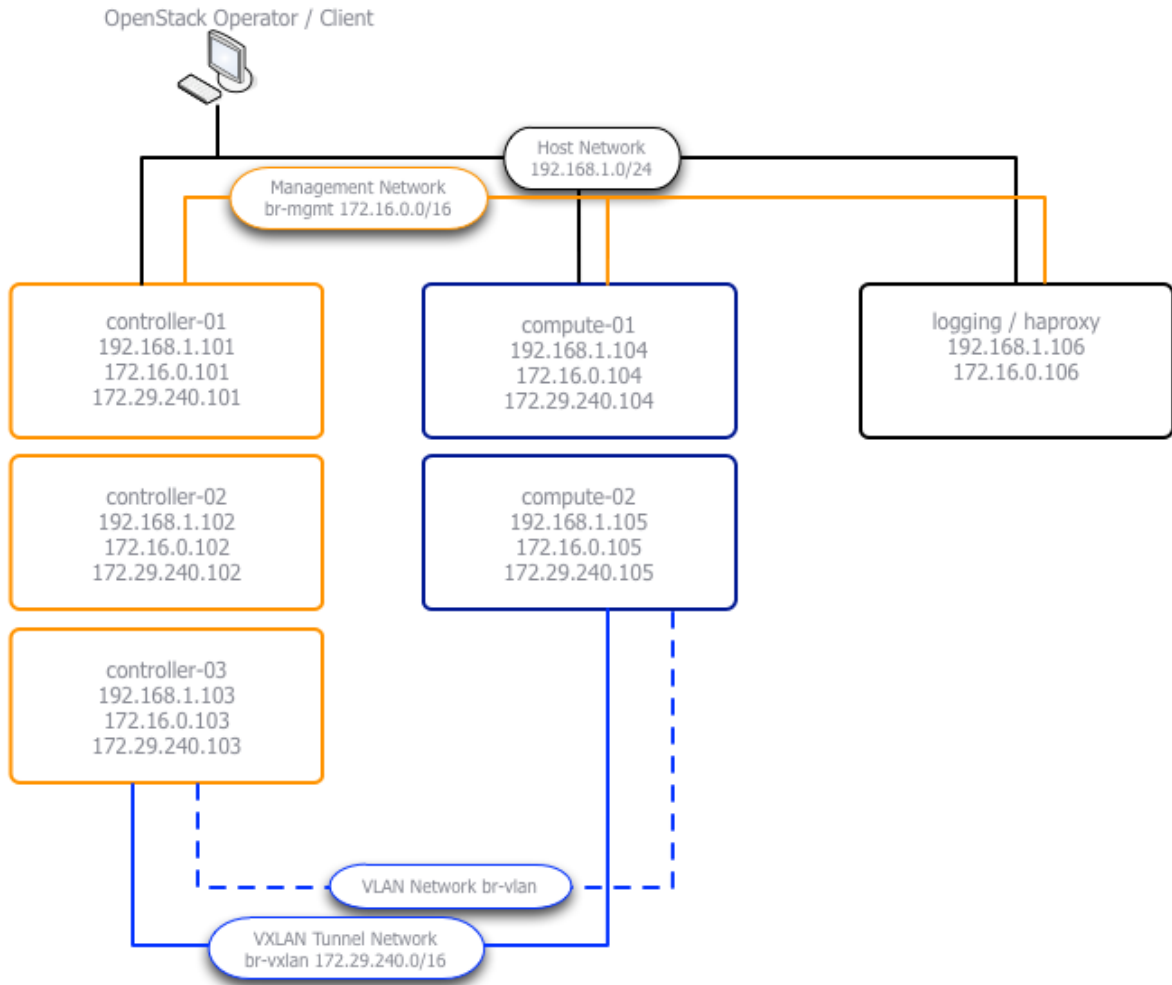 OpenStack Operator / Client
Host Network
192.168.1.0/24
Management Network
br-mgmt 172.16.0.0/16
controller-01
192.168.1.101
172.16.0.101
172.29.240.101
compute-01
192.168.1.104
172.16.0.104
172.29.240.104
logging / haproxy
192.168.1.106
172.16.0.106
controller-02
192.168.1.102
172.16.0.102
172.29.240.102
compute-02
192.168.1.105
172.16.0.105
172.29.240.105
controller-03
192.168.1.103
172.16.0.103
172.29.240.103
VLAN Network br-vlan
VXLAN Tunnel Network
br-vxlan 172.29.240.0/16